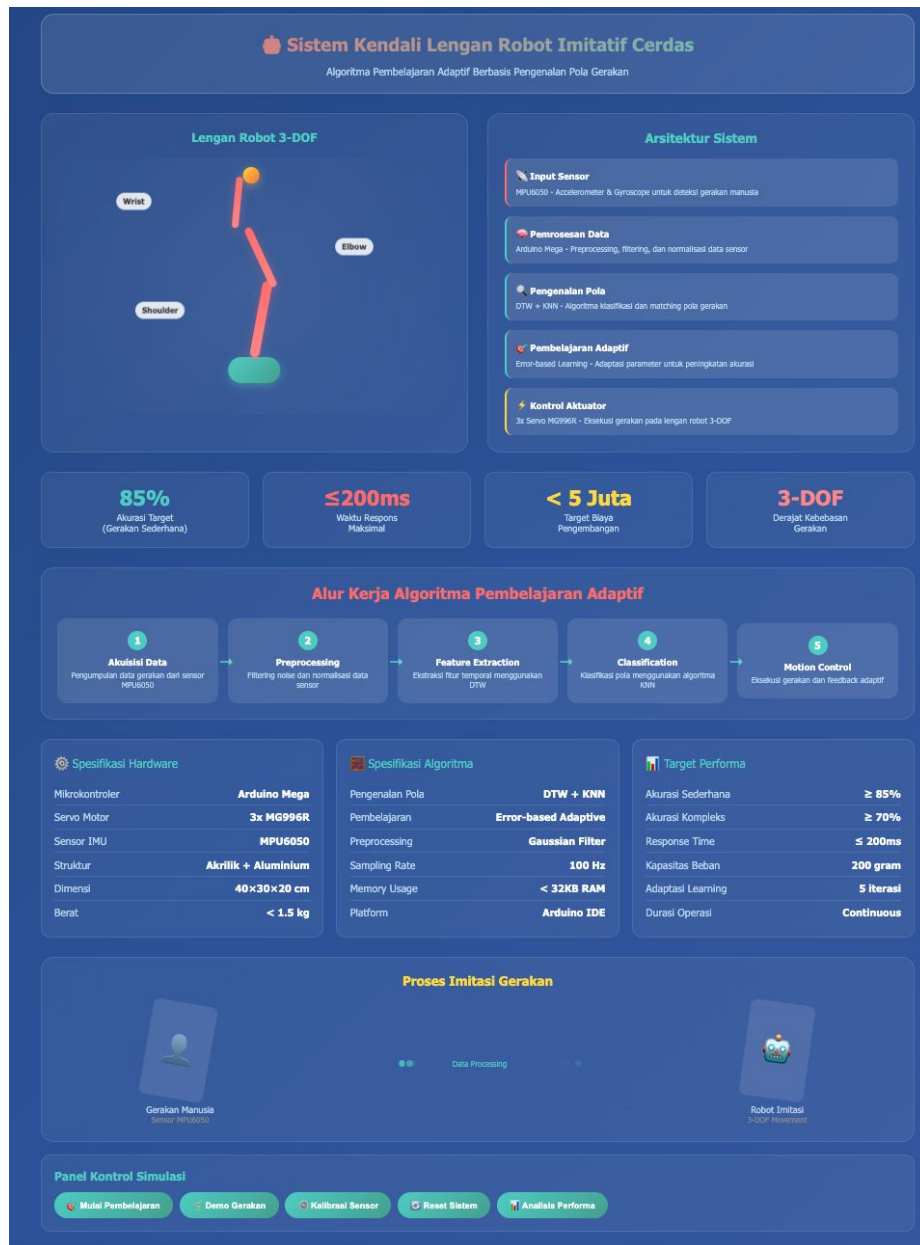 Sistem Kendali Lengan Robot Imitatif Cerdas
Algoritma Pembelajaran Adaptif Berbasis Pengenalan Pola Gerakan
Lengan Robot 3-DOF
Wrist
Elbow
Shoulder
Arsitektur Sistem
Input Sensor
MPU6050 - Accelerometer & Gyroscope untuk deteksi gerakan manusia
Pemrosesan Data
Arduino Mega - Preprocessing, filtering, dan normalisasi data sensor
Pengenalan Pola
DTW + KNN - Algoritma klasifikasi dan matching pola gerakan
Pembelajaran Adaptif
Error-based Learning - Adaptasi parameter untuk peningkatan akurasi
Kontrol Aktuator
3x Servo MG996R - Eksekusi gerakan pada lengan robot 3-DOF
85%
Akurasi Target
(Gerakan Sederhana)
≤200ms
Waktu Respons
Maksimal
< 5 Juta
Target Biaya
Pengembangan
3-DOF
Derajat Kebebasan
Gerakan
Alur Kerja Algoritma Pembelajaran Adaptif
1
Akuisisi Data
Pengumpulan data gerakan dari sensor
MPU6050
→
2
Preprocessing
Filtering noise dan normalisasi data
sensor
→
3
Feature Extraction
Ekstraksi fitur temporal menggunakan
DTW
→
4
Classification
Klasifikasi pola menggunakan algoritma
KNN
→
5
Motion Control
Eksekusi gerakan dan feedback adaptif
Spesifikasi Hardware
Mikrokontroler Arduino Mega
Servo Motor 3x MG996R
Sensor IMU MPU6050
Struktur Akrilik + Aluminium
Dimensi 40×30×20 cm
Berat < 1.5 kg
Spesifikasi Algoritma
Pengenalan Pola DTW + KNN
Pembelajaran Error-based Adaptive
Preprocessing Gaussian Filter
Sampling Rate 100 Hz
Memory Usage < 32KB RAM
Platform Arduino IDE
Target Performa
Akurasi Sederhana ≥ 85%
Akurasi Kompleks ≥ 70%
Response Time ≤ 200ms
Kapasitas Beban 200 gram
Adaptasi Learning 5 iterasi
Durasi Operasi Continuous
Proses Imitasi Gerakan
Gerakan Manusia
Sensor MPU6050
Data Processing
Robot Imitasi
3-DOF Movement
Panel Kontrol Simulasi
Mulai Pembelajaran
Demo Gerakan
Kalibrasi Sensor
Reset Sistem
Analisis Performa